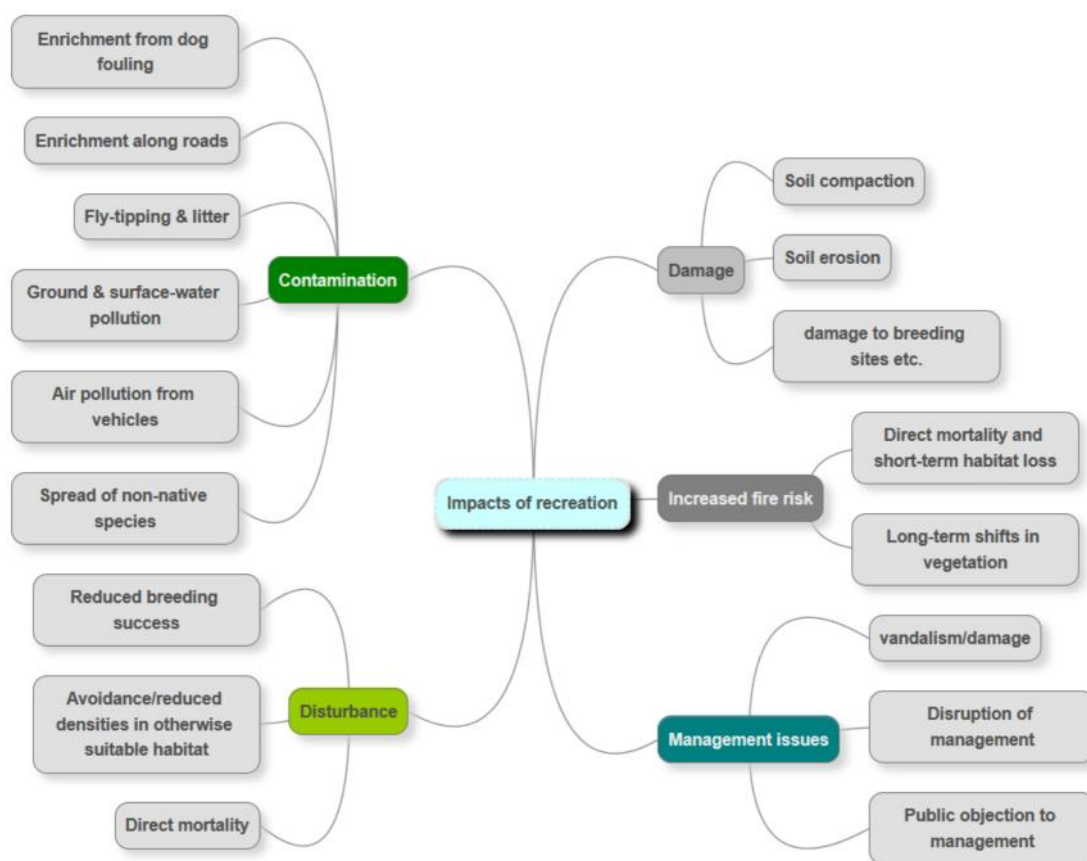 Enrichment from dog
fouling
Enrichment along roads
Fly-tipping & litter
Contamination
Ground & surface-water
pollution
Air pollution from
vehicles
Spread of non-native
species
Reduced breeding
success
Avoidance/reduced
densities in otherwise
suitable habitat
Disturbance
Direct mortality
Impacts of recreation
Soil compaction
Damage
Soil erosion
damage to breeding
sites etc.
Direct mortality and
short-term habitat loss
Increased fire risk
Long-term shifts in
vegetation
vandalism/damage
Management issues
Disruption of
management
Public objection to
management